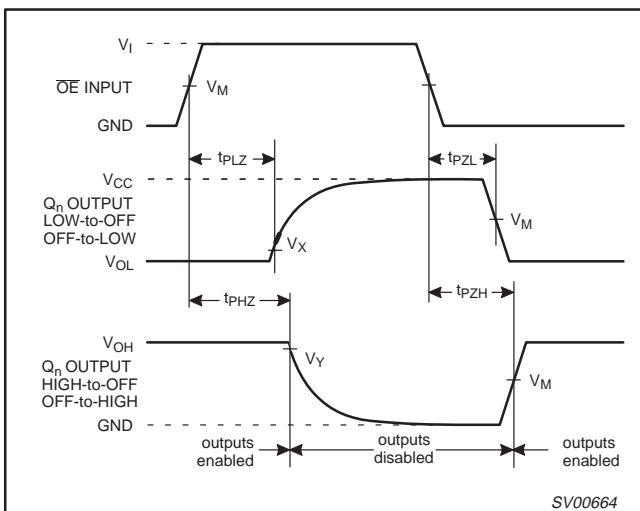 V_I
OE INPUT
V_M
GND
t_PLZ
t_PZL
V_CC
Q_n OUTPUT
LOW-to-OFF
OFF-to-LOW
V_M
V_X
V_OL
t_PHZ
t_PZH
V_OH
V_Y
Q_n OUTPUT
HIGH-to-OFF
OFF-to-HIGH
V_M
GND
outputs
enabled
outputs
disabled
outputs
enabled
SV00664